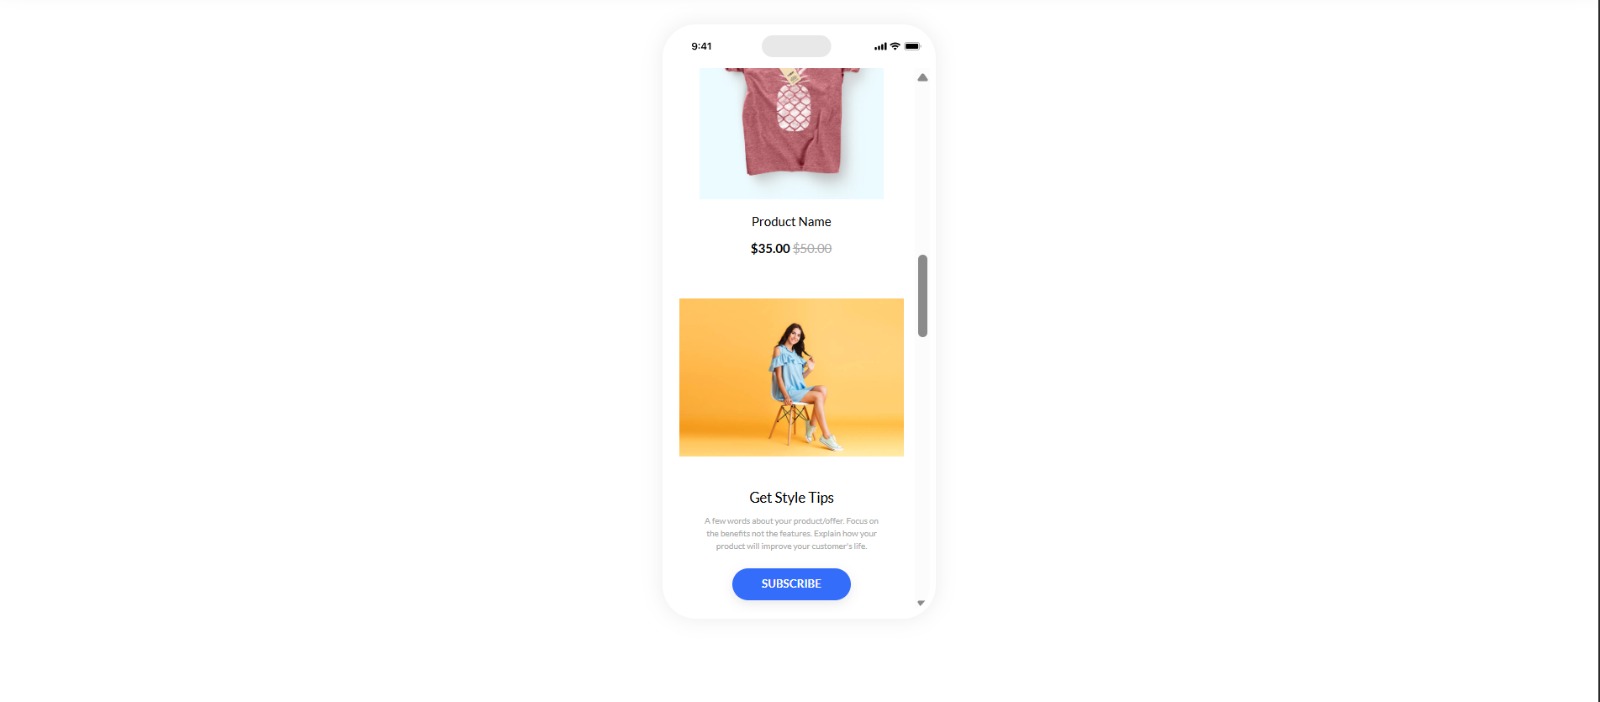 9:41
Product Name
$35.00 $50.00
Get Style Tips
A few words about your product/offer. Focus on
the benefits not the features. Explain how your
product will improve your customer's life.
SUBSCRIBE